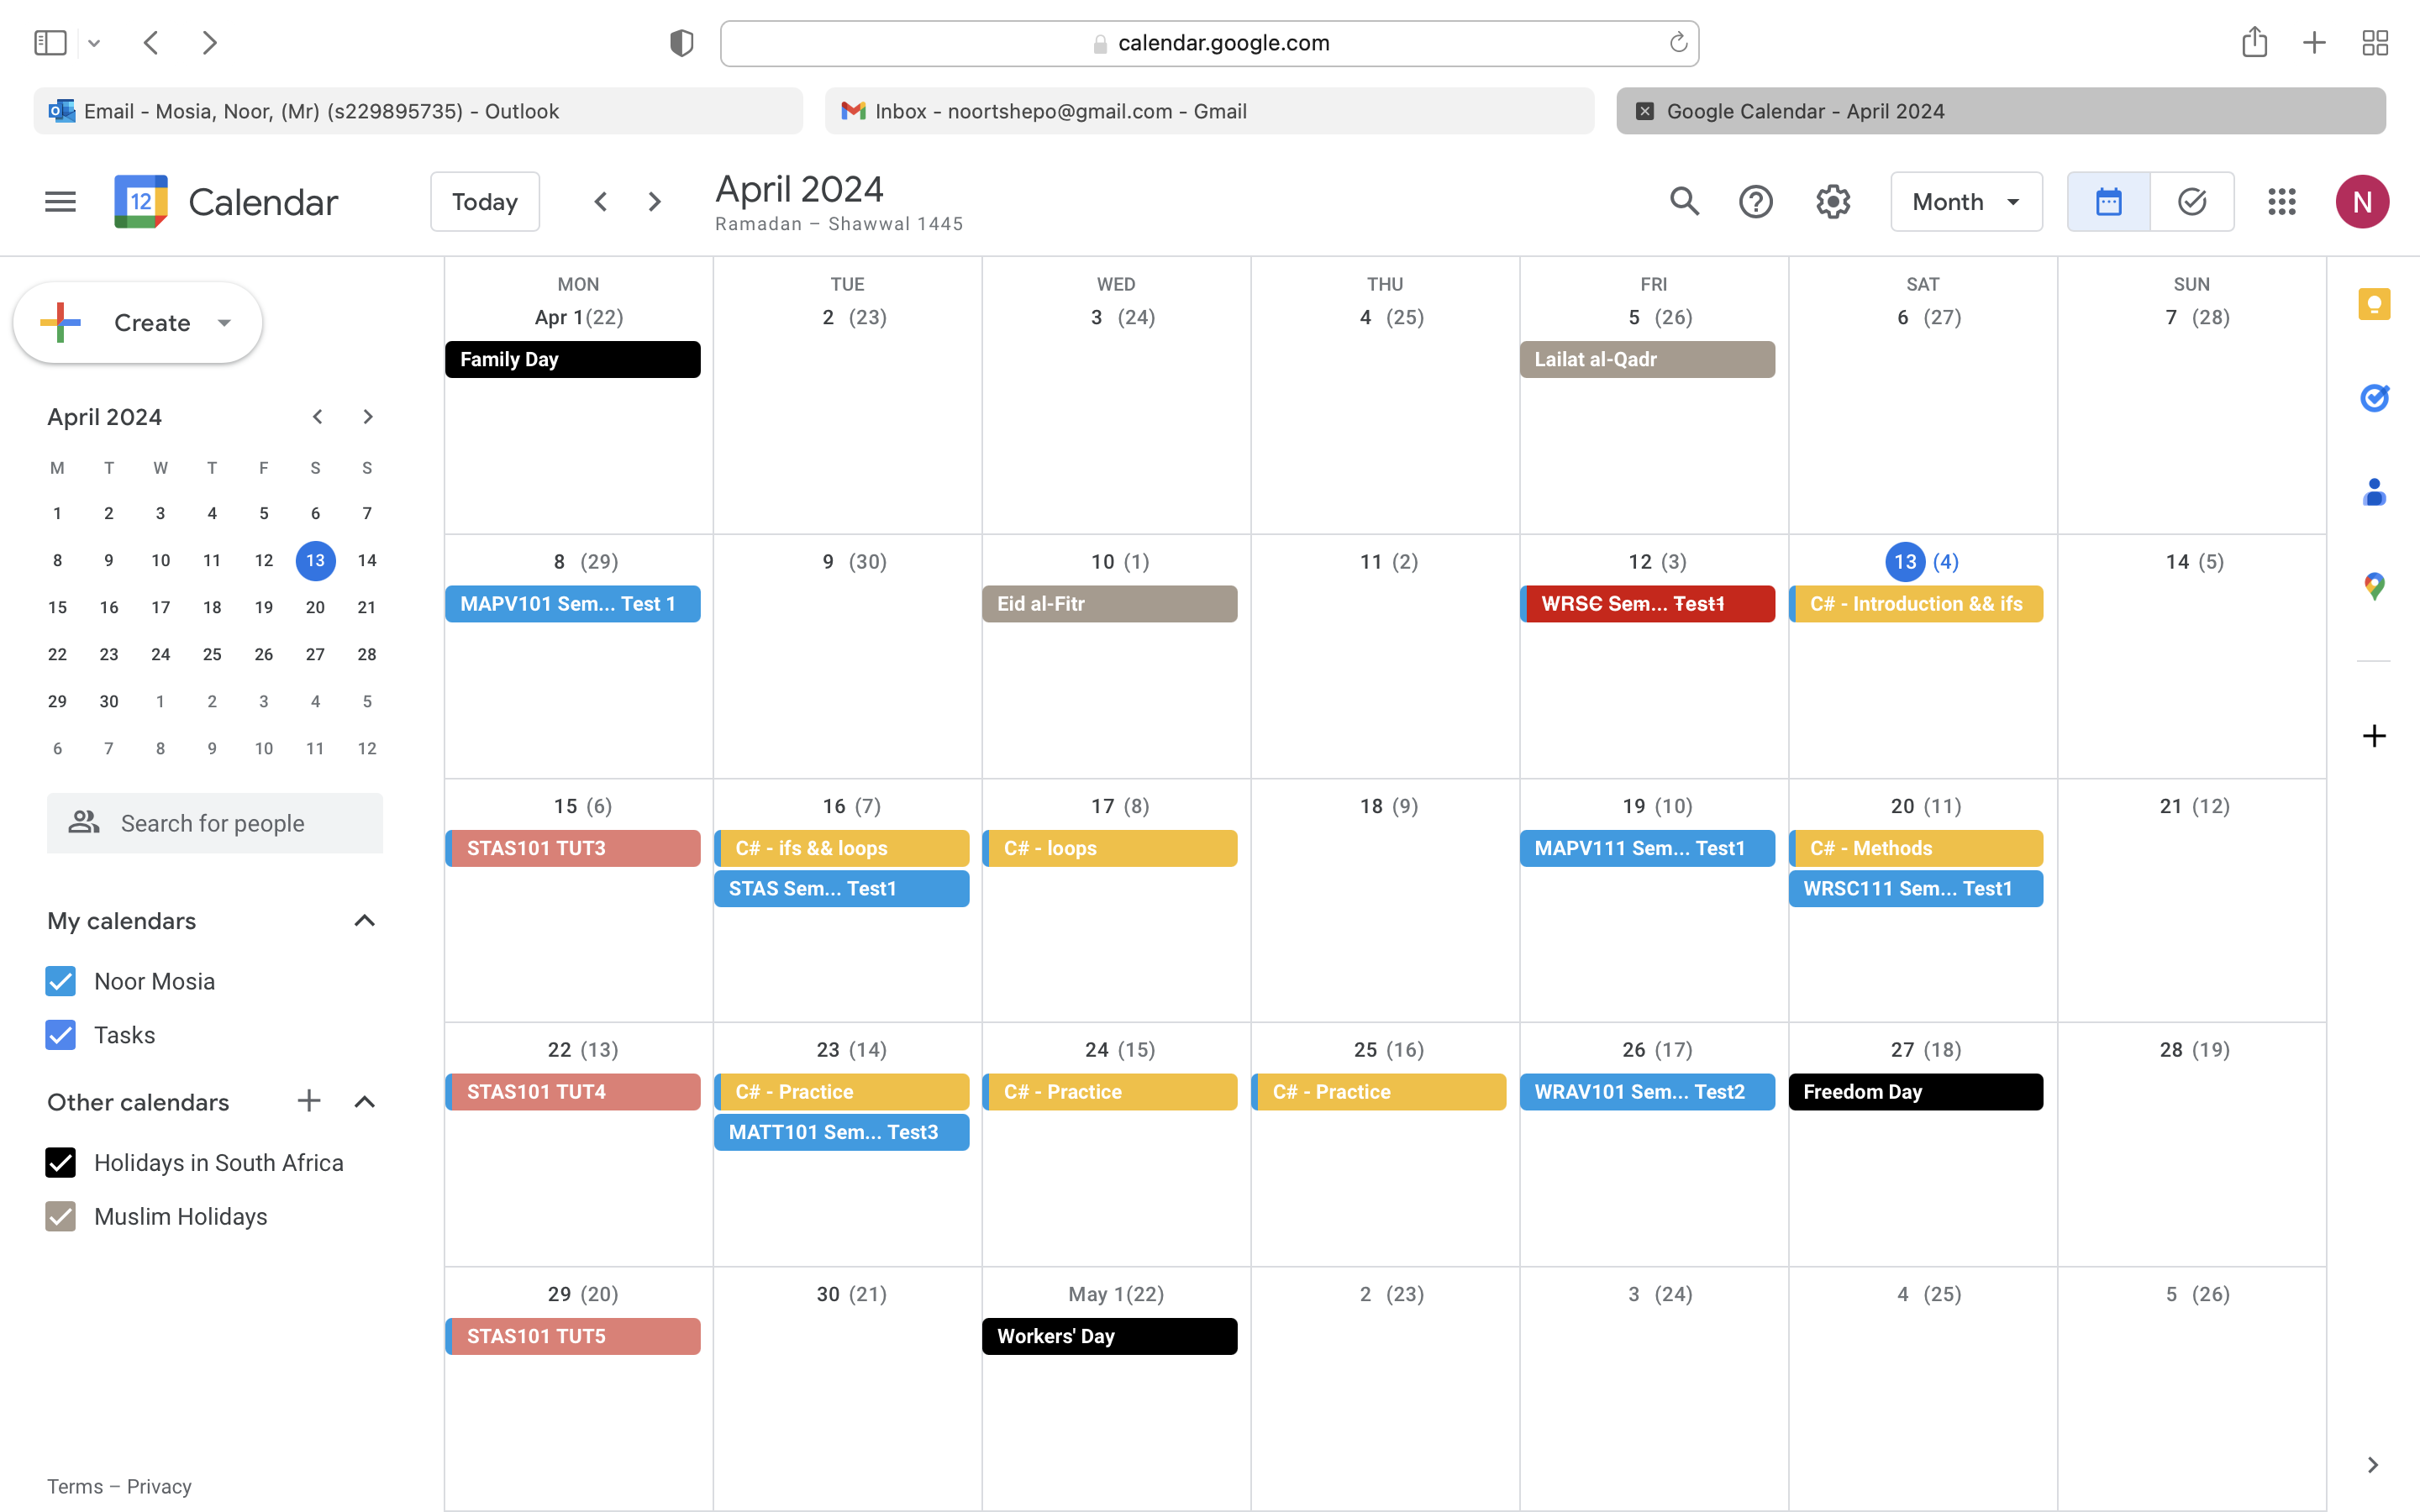 calendar.google.com
Email - Mosia, Noor, (Mr) (s229895735) - Outlook
Inbox - noortshepo@gmail.com - Gmail
Google Calendar - April 2024
12
Calendar
Today
April 2024
Ramadan – Shawwal 1445
Month
N
Create
April 2024
M T W T F S S
1 2 3 4 5 6 7
8 9 10 11 12 13 14
15 16 17 18 19 20 21
22 23 24 25 26 27 28
29 30 1 2 3 4 5
6 7 8 9 10 11 12
Search for people
My calendars
Noor Mosia
Tasks
Other calendars
Holidays in South Africa
Muslim Holidays
Terms – Privacy
MON TUE WED THU FRI SAT SUN
Apr 1 (22) 2 (23) 3 (24) 4 (25) 5 (26) 6 (27) 7 (28)
Family Day
Lailat al-Qadr
8 (29) 9 (30) 10 (1) 11 (2) 12 (3) 13 (4) 14 (5)
MAPV101 Sem... Test 1
Eid al-Fitr
WRSC Sem... Test1
C# - Introduction && ifs
15 (6) 16 (7) 17 (8) 18 (9) 19 (10) 20 (11) 21 (12)
STAS101 TUT3
C# - ifs && loops
C# - loops
MAPV111 Sem... Test1
C# - Methods
STAS Sem... Test1
WRSC111 Sem... Test1
22 (13) 23 (14) 24 (15) 25 (16) 26 (17) 27 (18) 28 (19)
STAS101 TUT4
C# - Practice
C# - Practice
C# - Practice
WRAV101 Sem... Test2
Freedom Day
MATT101 Sem... Test3
29 (20) 30 (21) May 1 (22) 2 (23) 3 (24) 4 (25) 5 (26)
STAS101 TUT5
Workers' Day